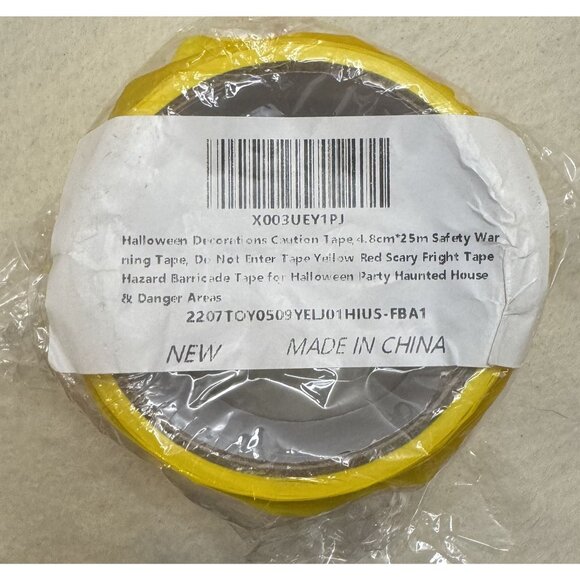 X003UEY1PJ
Halloween Decorations Caution Tape,4.8cm*25m Safety War
ning Tape, Do Not Enter Tape Yellow Red Scary Fright Tape
Hazard Barricade Tape for Halloween Party Haunted House
& Danger Areas
2207TOY0509YELJ01HIUS-FBA1
NEW MADE IN CHINA